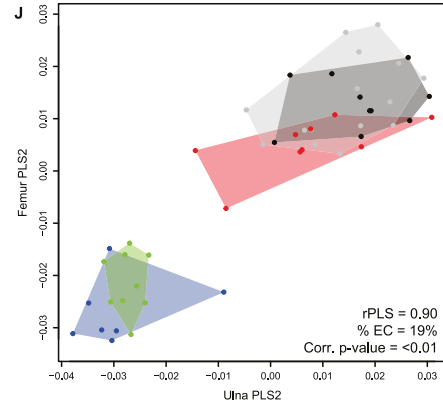 J
0.03
0.02
0.01
0.00
−0.01
−0.02
−0.03
Femur PLS2
rPLS = 0.90
% EC = 19%
Corr. p-value = <0.01
−0.04
−0.03
−0.02
−0.01
0.00
0.01
0.02
0.03
Ulna PLS2